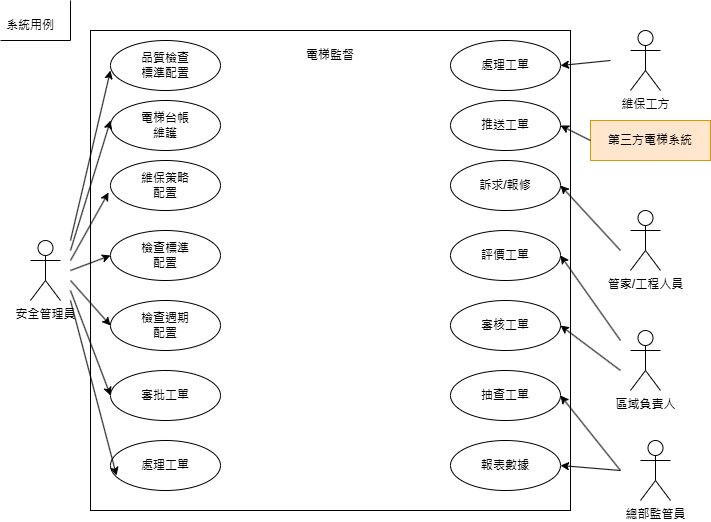 系統用例
電梯監督
品質檢查
標準配置
電梯台帳
維護
維保策略
配置
檢查標準
配置
檢查週期
配置
審批工單
處理工單
安全管理員
處理工單
推送工單
訴求/報修
評價工單
審核工單
抽查工單
報表數據
維保工方
第三方電梯系統
管家/工程人員
區域負責人
總部監管員